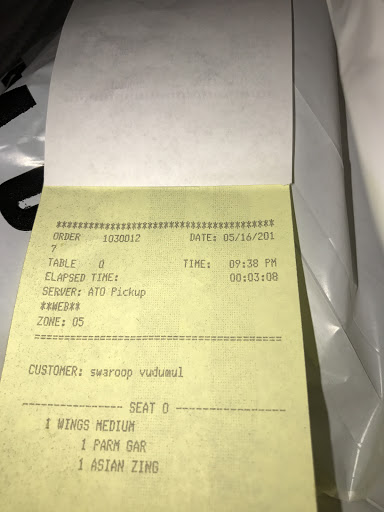 ******************************************
ORDER 1030012 DATE: 05/16/201
7
TABLE 0 TIME: 09:38 PM
ELAPSED TIME: 00:03:08
SERVER: ATO Pickup
**WEB**
ZONE: 05
==============================================
CUSTOMER: swaroop vudumul
------------------- SEAT 0 --------------------
1 WINGS MEDIUM
1 PARM GAR
1 ASIAN ZING